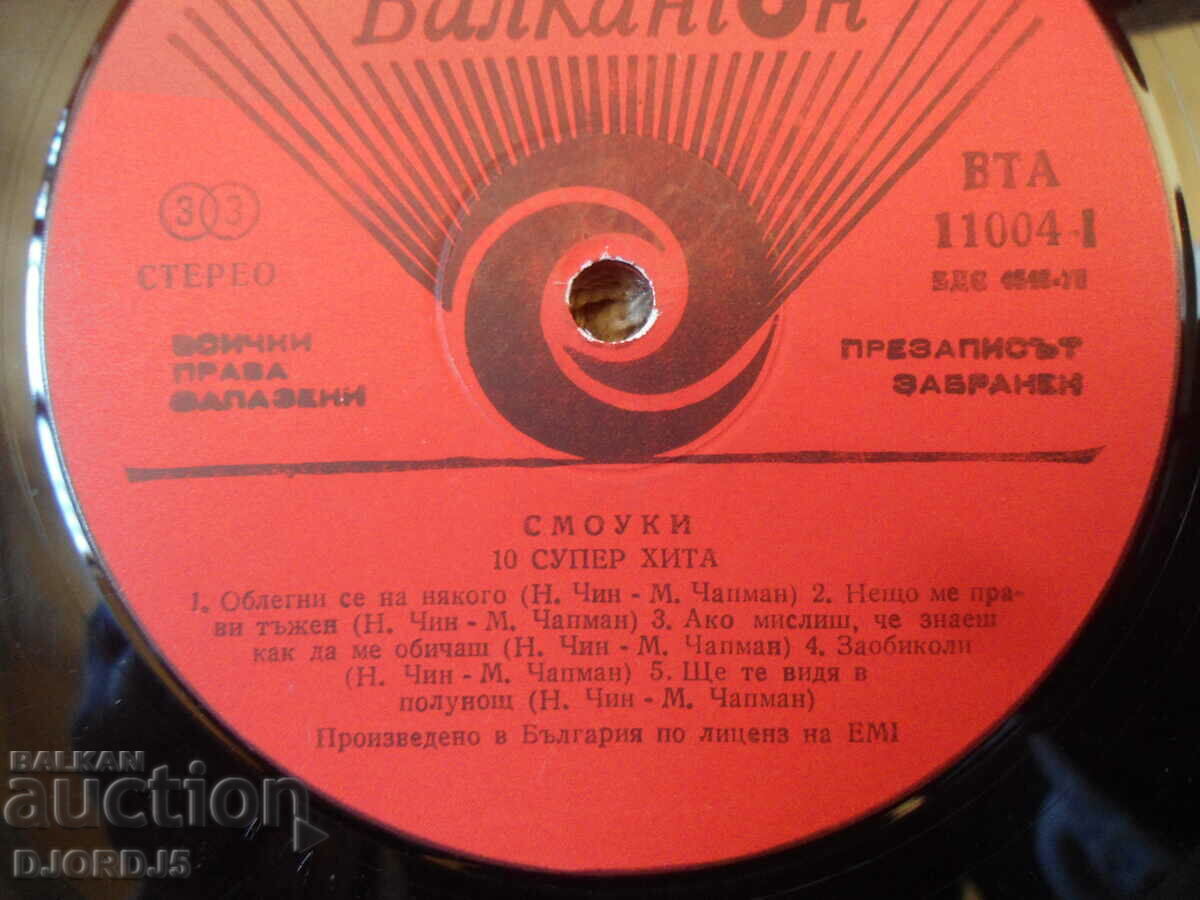 Балкантон
33
СТЕРЕО
ВСИЧКИ
ПРАВА
ЗАПАЗЕНИ
ВТА
11004-1
БДС
ПРЕЗАПИСЪТ
ЗАБРАНЕН
СМОУКИ
10 СУПЕР ХИТА
1. Облегни се на някого (Н. Чин - М. Чапман) 2. Нещо ме пра-
ви тъжен (Н. Чин - М. Чапман) 3. Ако мислиш, че знаеш
как да ме обичаш (Н. Чин - М. Чапман) 4. Заобиколи
(Н. Чин - М. Чапман) 5. Ще те видя в
полунощ (Н. Чин - М. Чапман)
Произведено в България по лиценз на EMI
BALKAN
auction
DJORDJ5